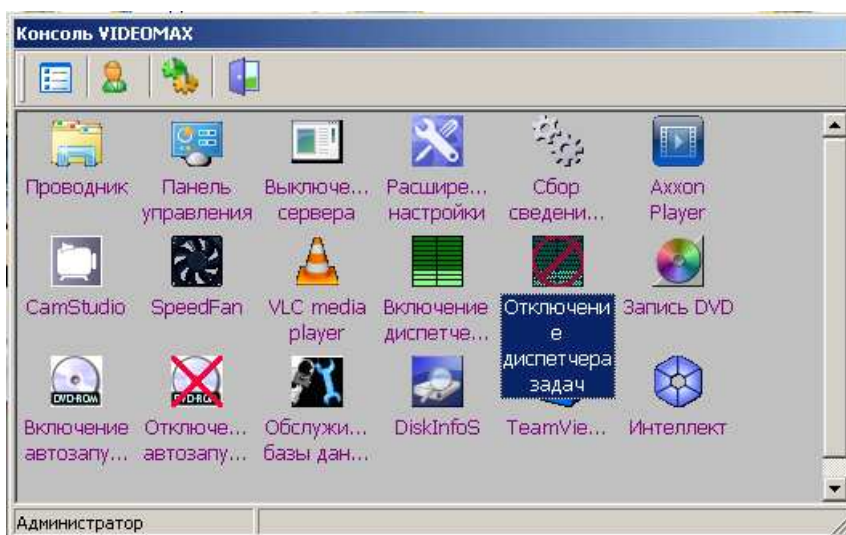 Консоль VIDEOMAX
Проводник
Панель
управления
Выключе...
сервера
Расшире...
настройки
Сбор
сведени...
Axxon
Player
CamStudio
SpeedFan
VLC media
player
Включение
диспетче...
Отключени
е
диспетчера
задач
Запись DVD
DVD-ROM
Включение
автозапу...
Отключе...
автозапу...
Обслужи...
базы дан...
DiskInfoS
TeamVie...
Интеллект
Администратор